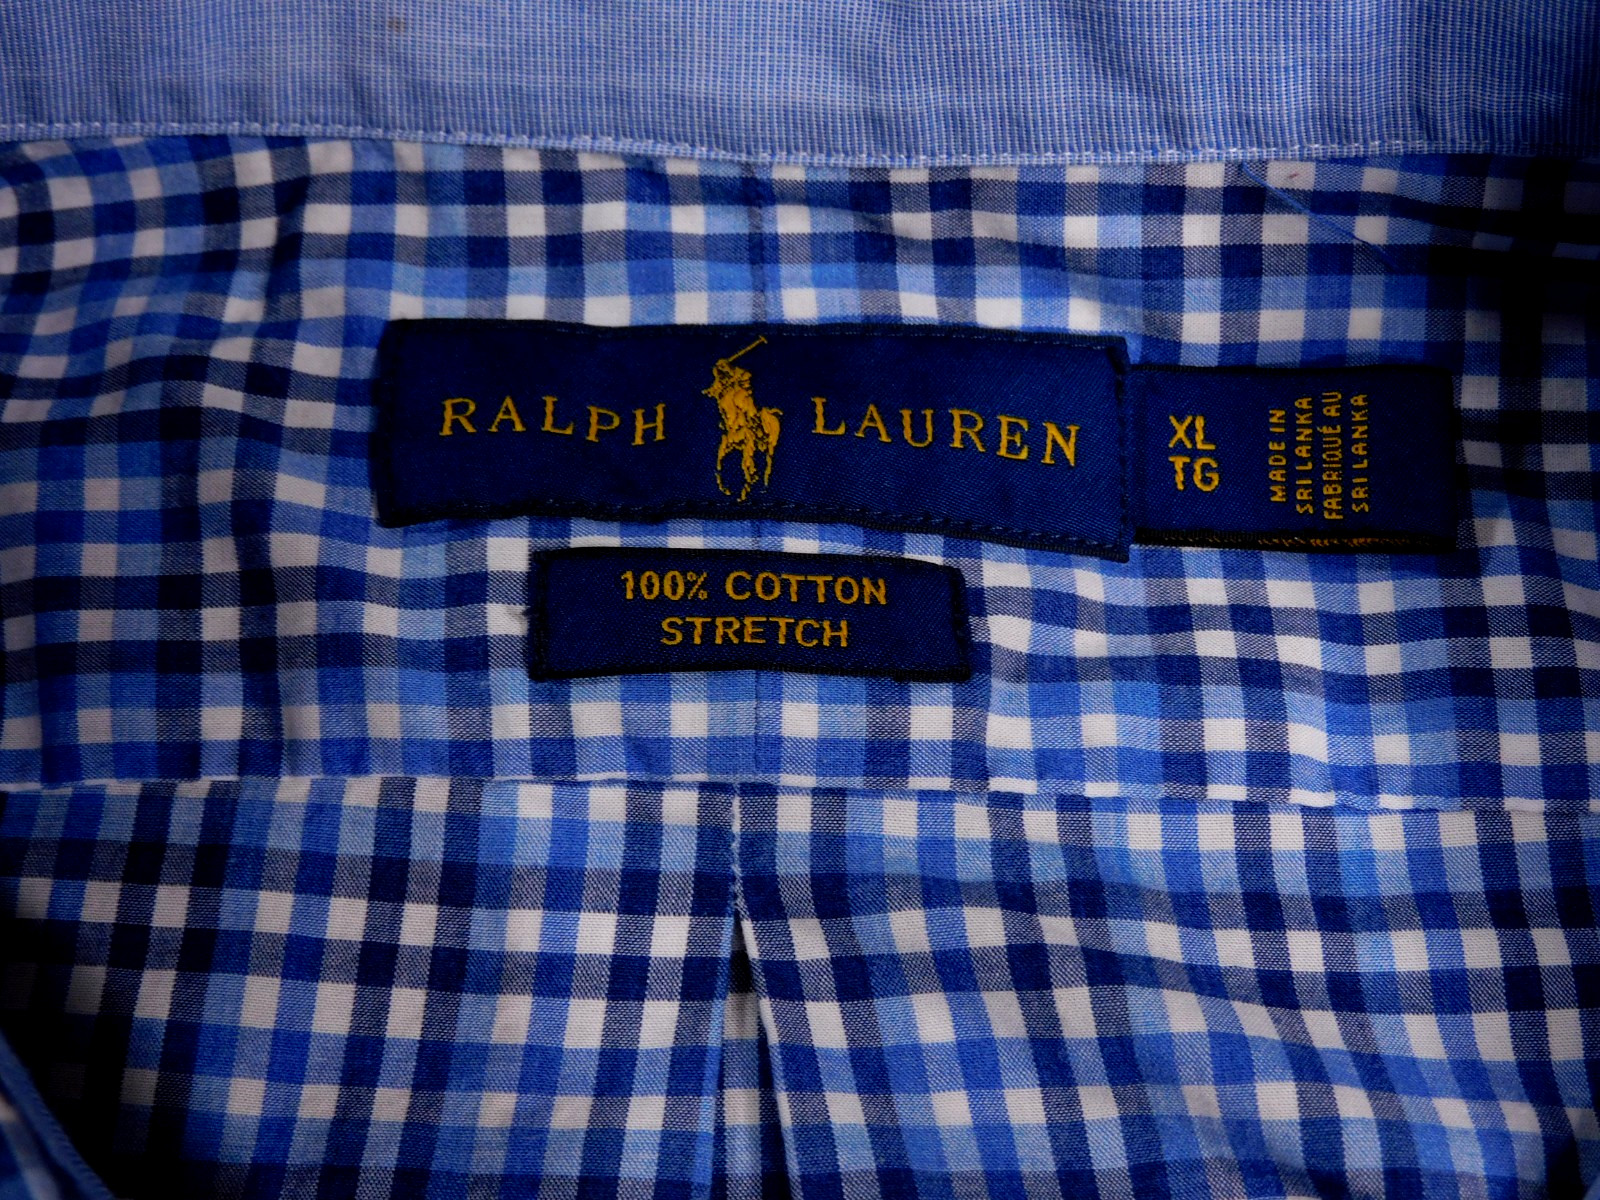 RALPH LAUREN
XL
TG
MADE IN
SRI LANKA
FABRIQUÉ AU
SRI LANKA
100% COTTON
STRETCH